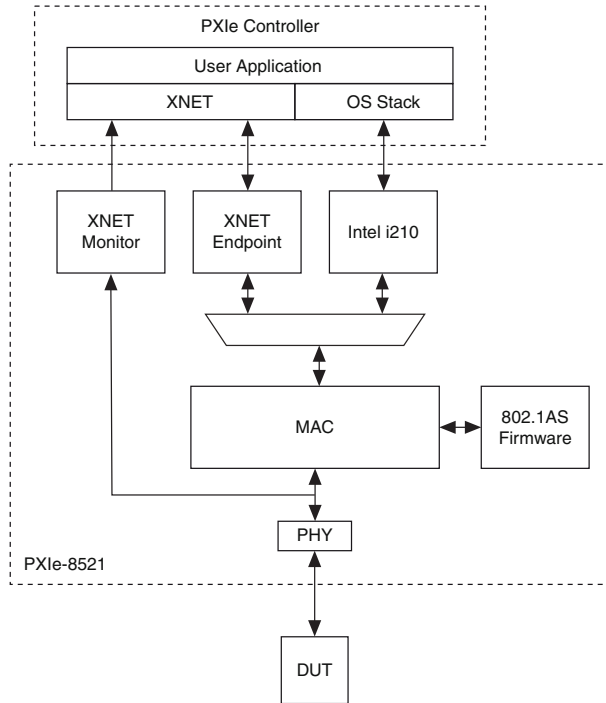 PXIe Controller
User Application
XNET
OS Stack
XNET
Monitor
XNET
Endpoint
Intel i210
MAC
802.1AS
Firmware
PHY
PXIe-8521
DUT